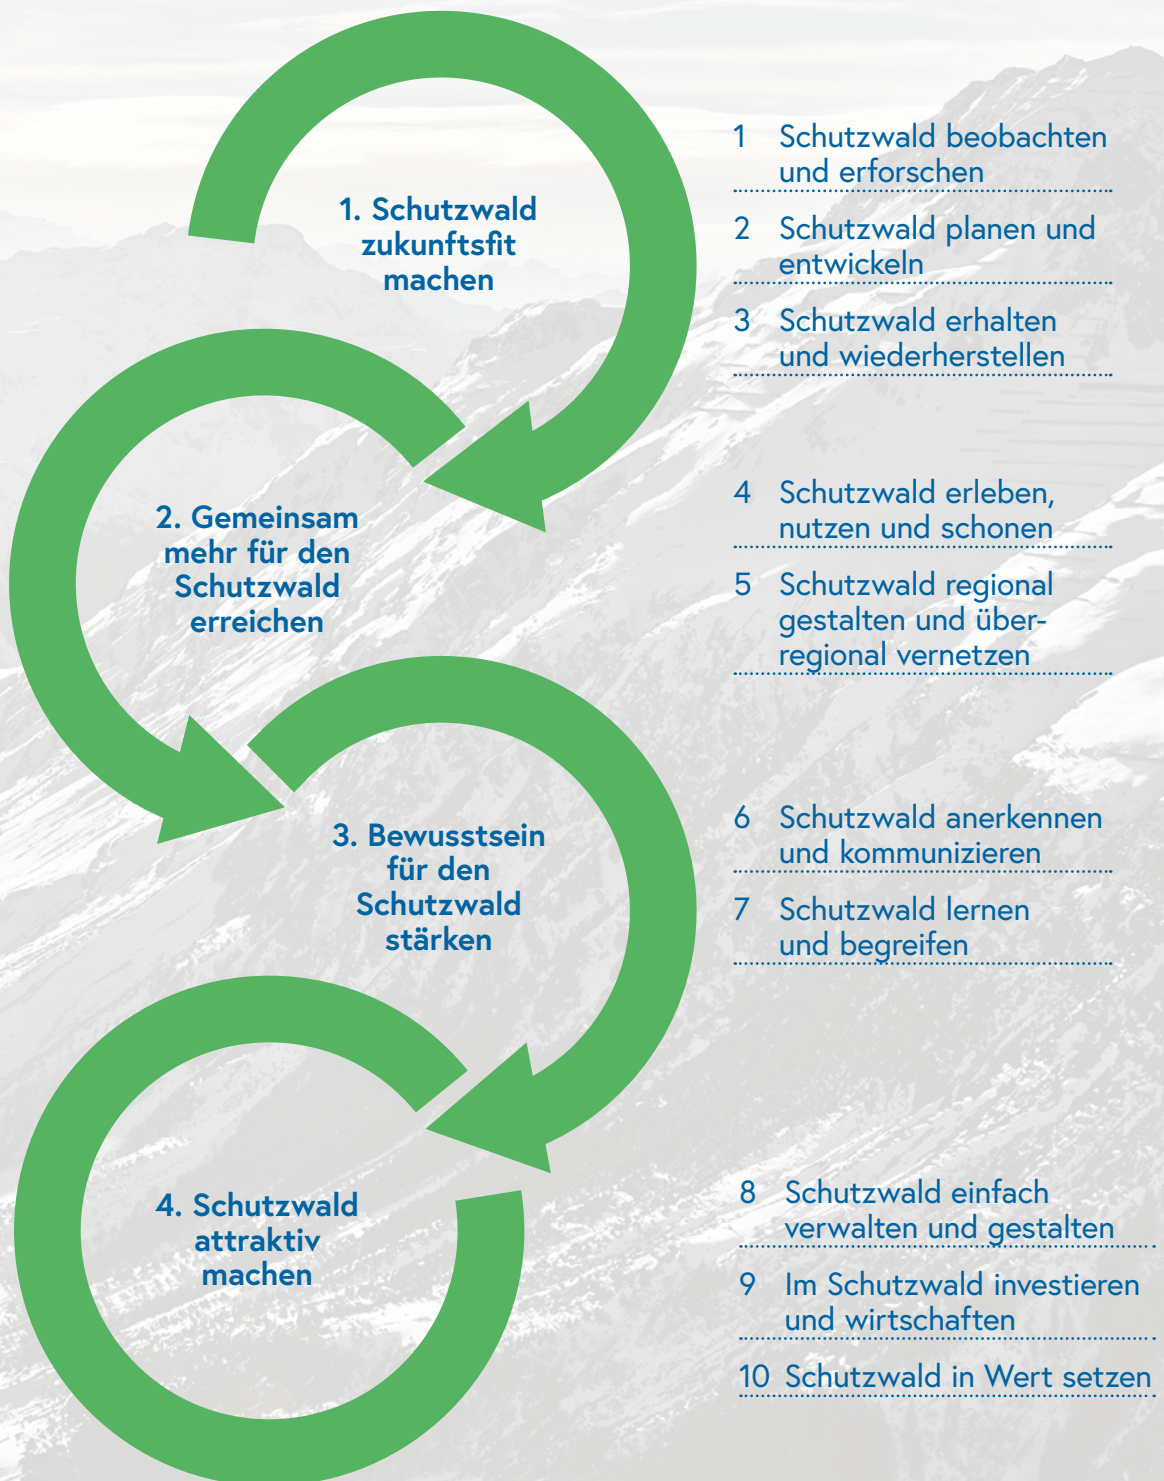 1. Schutzwald
zukunftsfit
machen
1 Schutzwald beobachten
und erforschen
2 Schutzwald planen und
entwickeln
3 Schutzwald erhalten
und wiederherstellen
2. Gemeinsam
mehr für den
Schutzwald
erreichen
4 Schutzwald erleben,
nutzen und schonen
5 Schutzwald regional
gestalten und über-
regional vernetzen
3. Bewusstsein
für den
Schutzwald
stärken
6 Schutzwald anerkennen
und kommunizieren
7 Schutzwald lernen
und begreifen
4. Schutzwald
attraktiv
machen
8 Schutzwald einfach
verwalten und gestalten
9 Im Schutzwald investieren
und wirtschaften
10 Schutzwald in Wert setzen